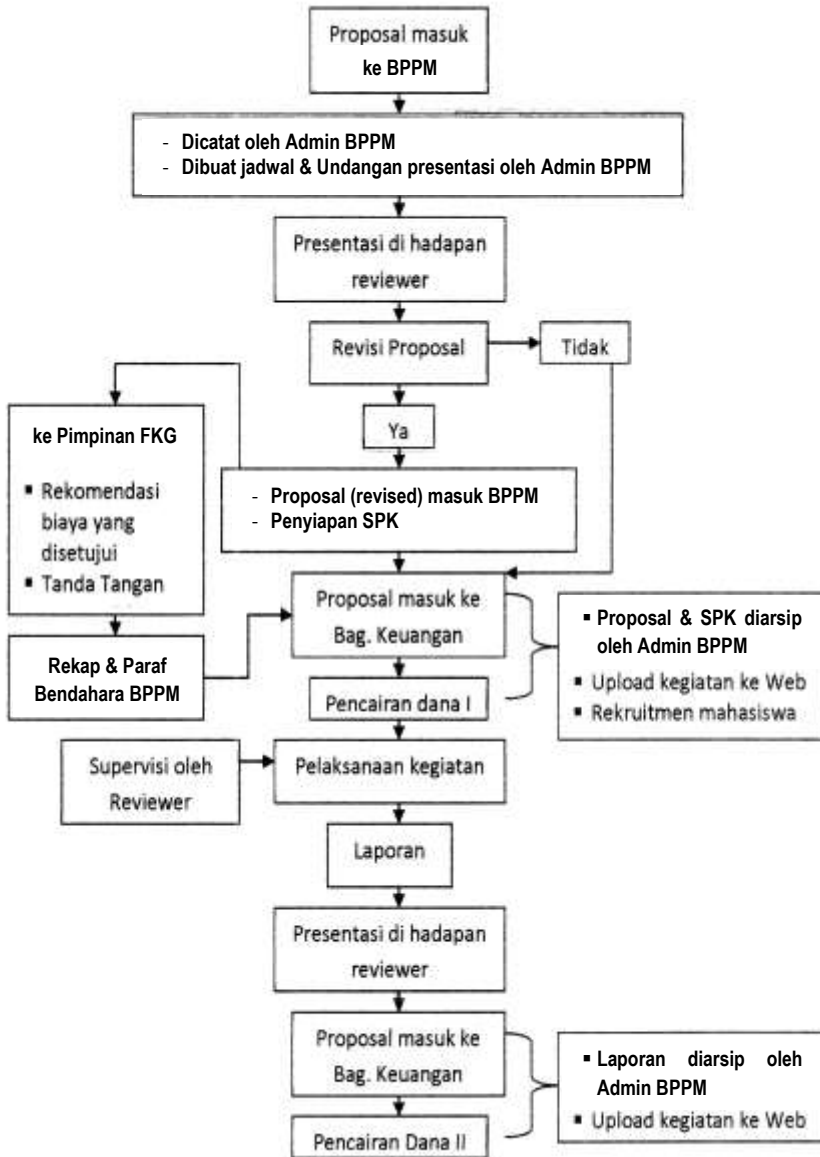 Proposal masuk
ke BPPM
- Dicatat oleh Admin BPPM
- Dibuat jadwal & Undangan presentasi oleh Admin BPPM
Presentasi di hadapan
reviewer
Revisi Proposal
Tidak
Ya
ke Pimpinan FKG
▪ Rekomendasi
biaya yang
disetujui
▪ Tanda Tangan
- Proposal (revised) masuk BPPM
- Penyiapan SPK
Proposal masuk ke
Bag. Keuangan
▪ Proposal & SPK diarsip
oleh Admin BPPM
▪ Upload kegiatan ke Web
▪ Rekruitmen mahasiswa
Rekap & Paraf
Bendahara BPPM
Pencairan dana I
Supervisi oleh
Reviewer
Pelaksanaan kegiatan
Laporan
Presentasi di hadapan
reviewer
Proposal masuk ke
Bag. Keuangan
▪ Laporan diarsip oleh
Admin BPPM
▪ Upload kegiatan ke Web
Pencairan Dana II